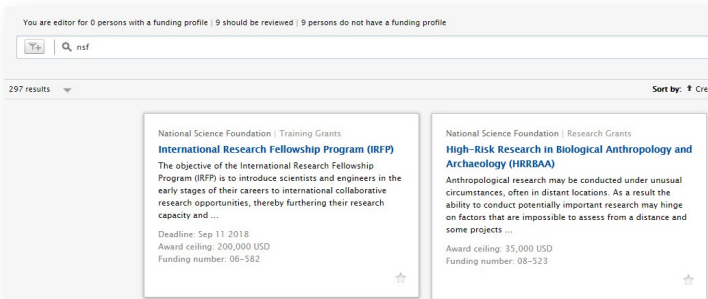 You are editor for 0 persons with a funding profile | 9 should be reviewed | 9 persons do not have a funding profile
nsf
297 results
Sort by: ↑ Cre
National Science Foundation | Training Grants
International Research Fellowship Program (IRFP)
The objective of the International Research Fellowship
Program (IRFP) is to introduce scientists and engineers in the
early stages of their careers to international collaborative
research opportunities, thereby furthering their research
capacity and ...
Deadline: Sep 11 2018
Award ceiling: 200,000 USD
Funding number: 06-582
National Science Foundation | Research Grants
High-Risk Research in Biological Anthropology and
Archaeology (HRRBAA)
Anthropological research may be conducted under unusual
circumstances, often in distant locations. As a result the
ability to conduct potentially important research may hinge
on factors that are impossible to assess from a distance and
some projects ...
Award ceiling: 35,000 USD
Funding number: 08-523